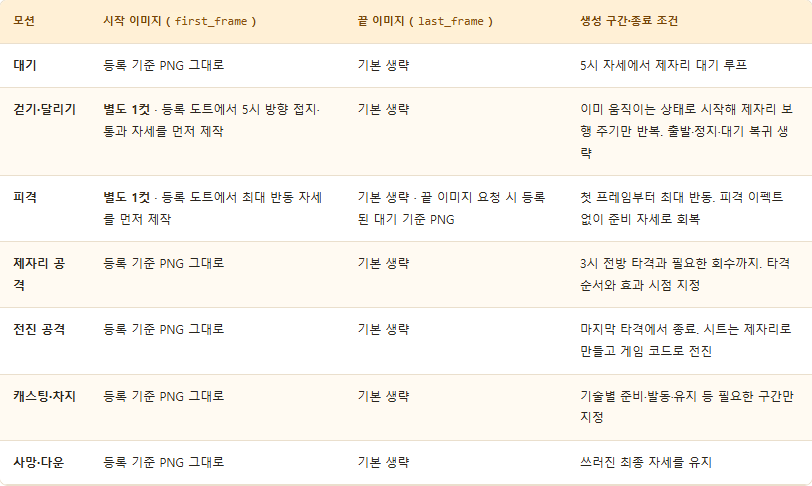 모션 시작 이미지 ( first_frame ) 끝 이미지 ( last_frame ) 생성 구간·종료 조건
대기 등록 기준 PNG 그대로 기본 생략 5시 자세에서 제자리 대기 루프
걷기·달리기 별도 1컷 · 등록 도트에서 5시 방향 접지· 기본 생략 이미 움직이는 상태로 시작해 제자리 보
통과 자세를 먼저 제작 행 주기만 반복. 출발·정지·대기 복귀 생
략
피격 별도 1컷 · 등록 도트에서 최대 반동 자세 기본 생략 · 끝 이미지 요청 시 등록 첫 프레임부터 최대 반동. 피격 이펙트
를 먼저 제작 된 대기 기준 PNG 없이 준비 자세로 회복
제자리 공 등록 기준 PNG 그대로 기본 생략 3시 전방 타격과 필요한 회수까지. 타격
격 순서와 효과 시점 지정
전진 공격 등록 기준 PNG 그대로 기본 생략 마지막 타격에서 종료. 시트는 제자리로
만들고 게임 코드로 전진
캐스팅·차지 등록 기준 PNG 그대로 기본 생략 기술별 준비·발동·유지 등 필요한 구간만
지정
사망·다운 등록 기준 PNG 그대로 기본 생략 쓰러진 최종 자세를 유지